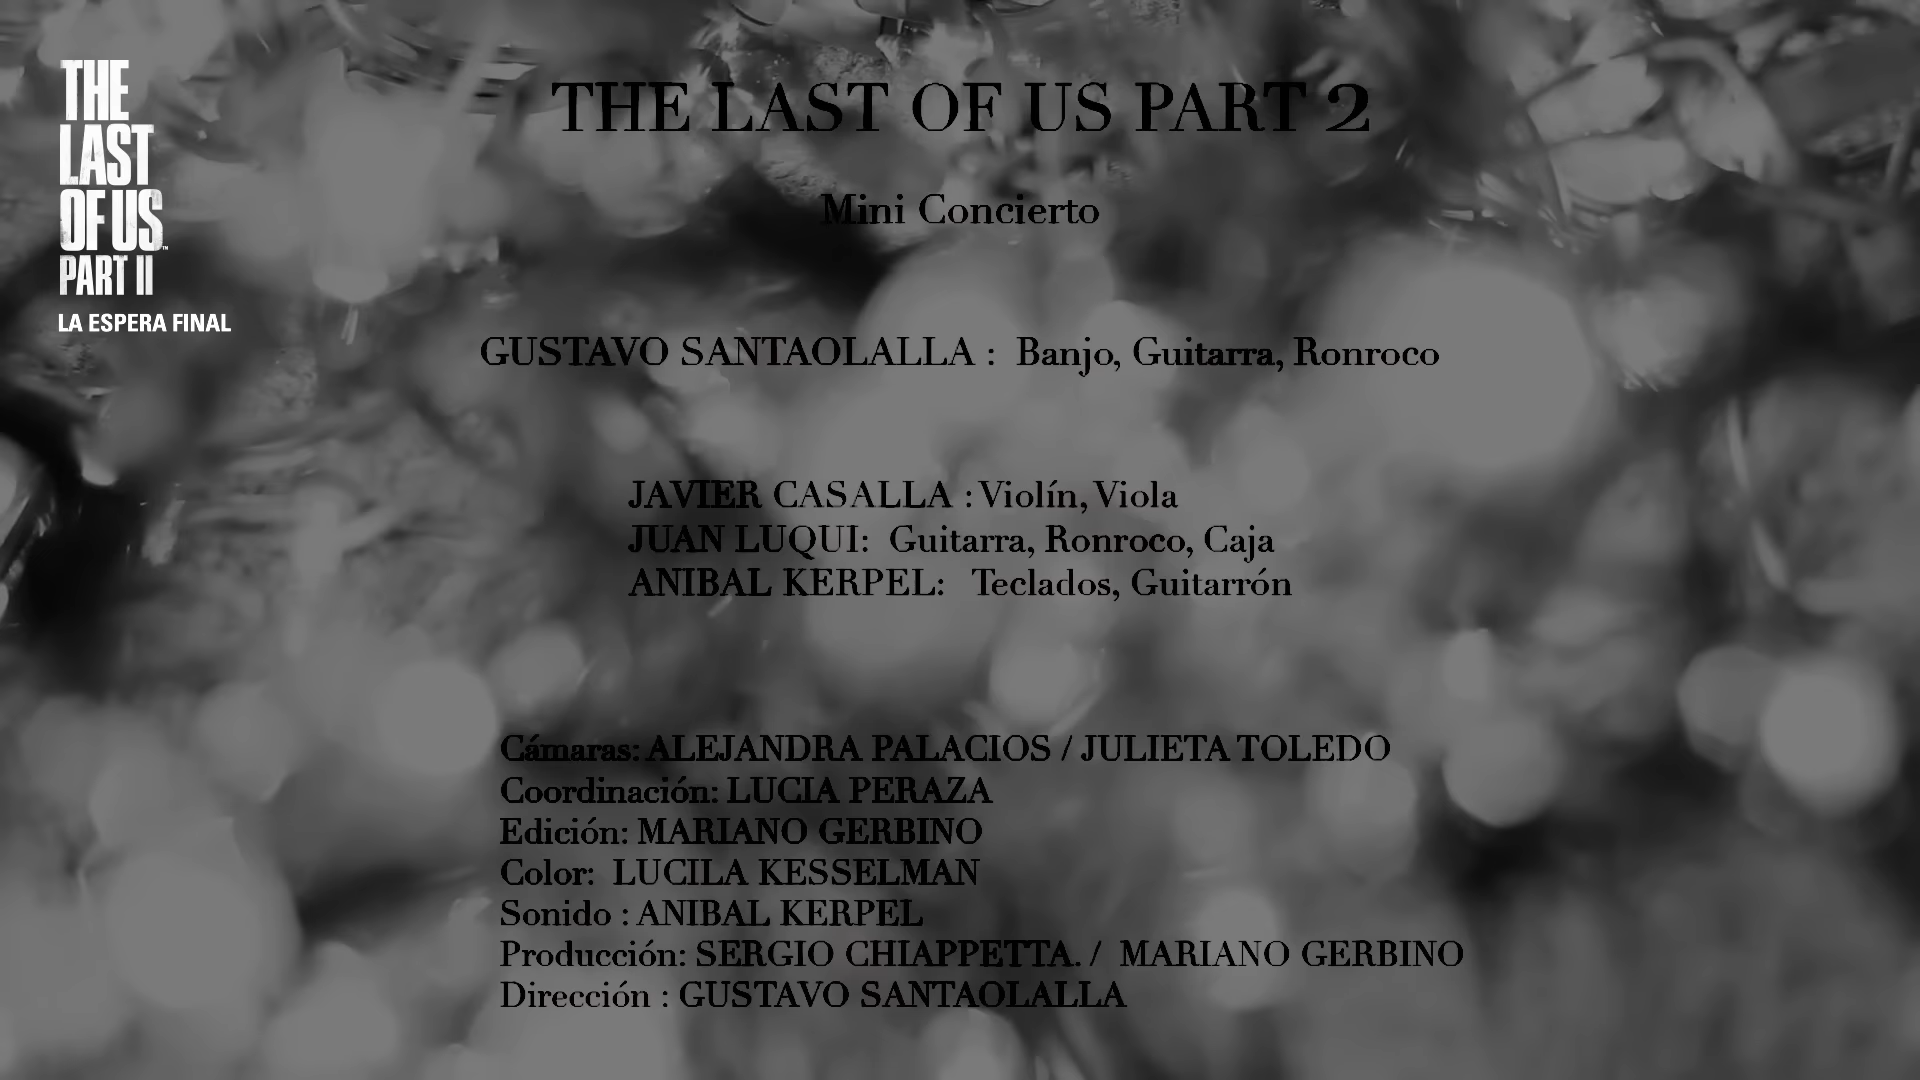 THE
LAST
OF US™
PART II
LA ESPERA FINAL
THE LAST OF US PART 2
Mini Concierto
GUSTAVO SANTAOLALLA : Banjo, Guitarra, Ronroco
JAVIER CASALLA : Violín, Viola
JUAN LUQUI: Guitarra, Ronroco, Caja
ANIBAL KERPEL: Teclados, Guitarrón
Cámaras: ALEJANDRA PALACIOS / JULIETA TOLEDO
Coordinación: LUCIA PERAZA
Edición: MARIANO GERBINO
Color: LUCILA KESSELMAN
Sonido : ANIBAL KERPEL
Producción: SERGIO CHIAPPETTA. / MARIANO GERBINO
Dirección : GUSTAVO SANTAOLALLA